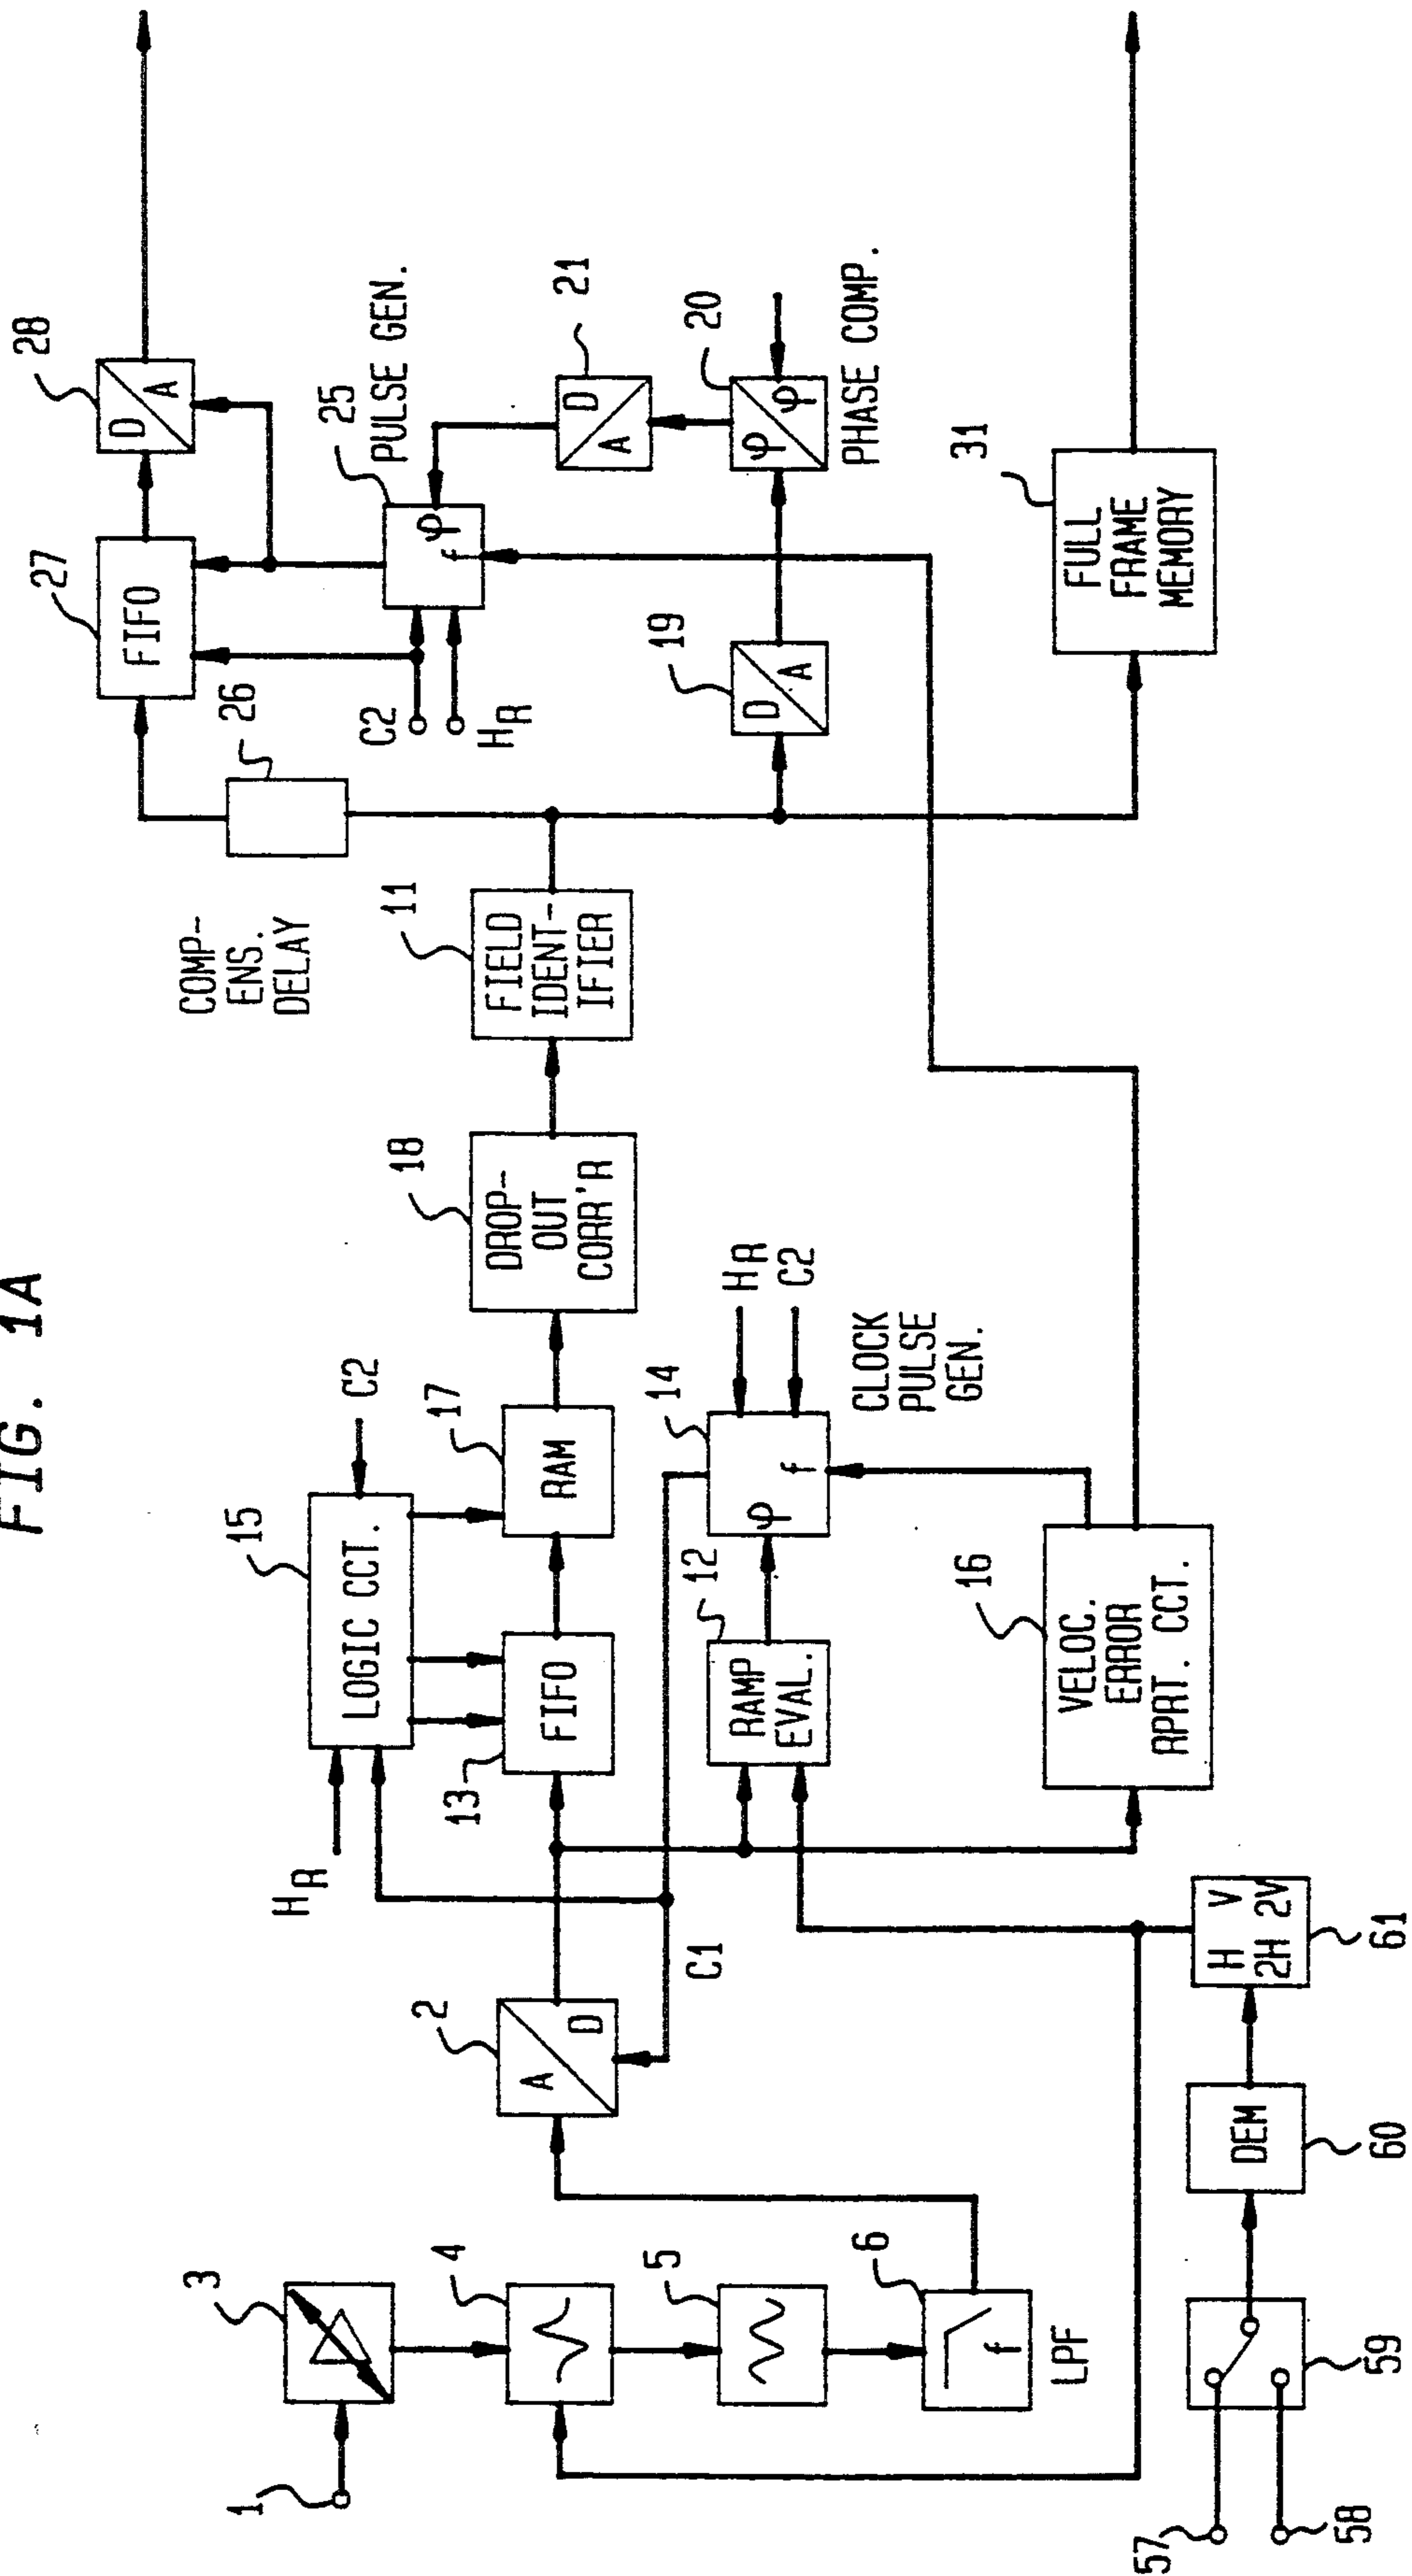 FIG. 1A
1
3
4
5
6
f
LPF
2
A
D
C1
HR
15
LOGIC CCT.
C2
13
FIFO
17
RAM
12
RAMP
EVAL.
14
φ
f
HR
C2
CLOCK
PULSE
GEN.
16
VELOC.
ERROR
RPRT. CCT.
18
DROP-
OUT
CORR'R
11
FIELD
IDENT-
IFIER
COMP-
ENS.
DELAY
26
27
FIFO
28
D
A
C2
HR
25
PULSE GEN.
φ
f
19
D
A
20
φ
φ
PHASE COMP.
21
D
A
31
FULL
FRAME
MEMORY
57
58
59
60
DEM
61
H V
2H 2V